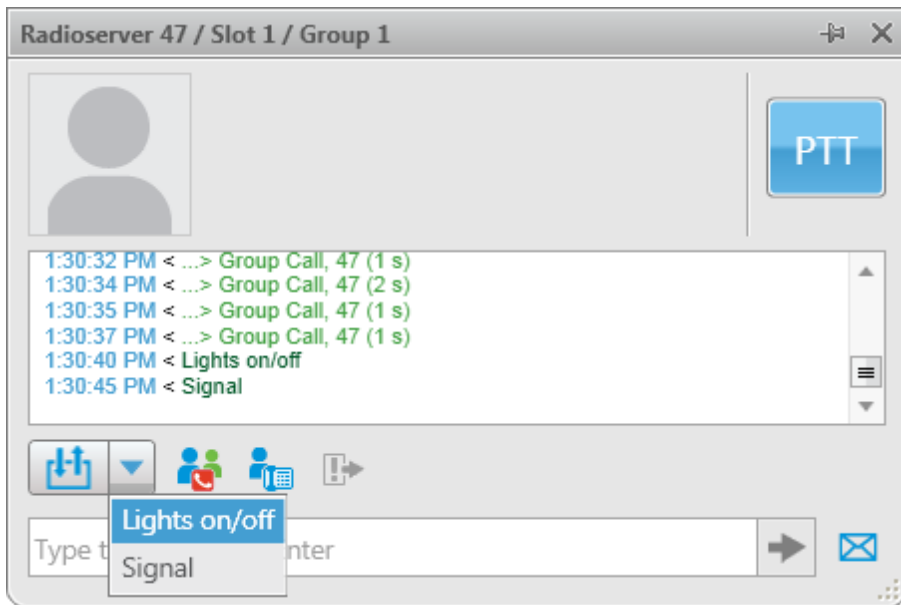 Radioserver 47 / Slot 1 / Group 1
PTT
1:30:32 PM < ...> Group Call, 47 (1 s)
1:30:34 PM < ...> Group Call, 47 (2 s)
1:30:35 PM < ...> Group Call, 47 (1 s)
1:30:37 PM < ...> Group Call, 47 (1 s)
1:30:40 PM < Lights on/off
1:30:45 PM < Signal
Lights on/off
Type
Signal